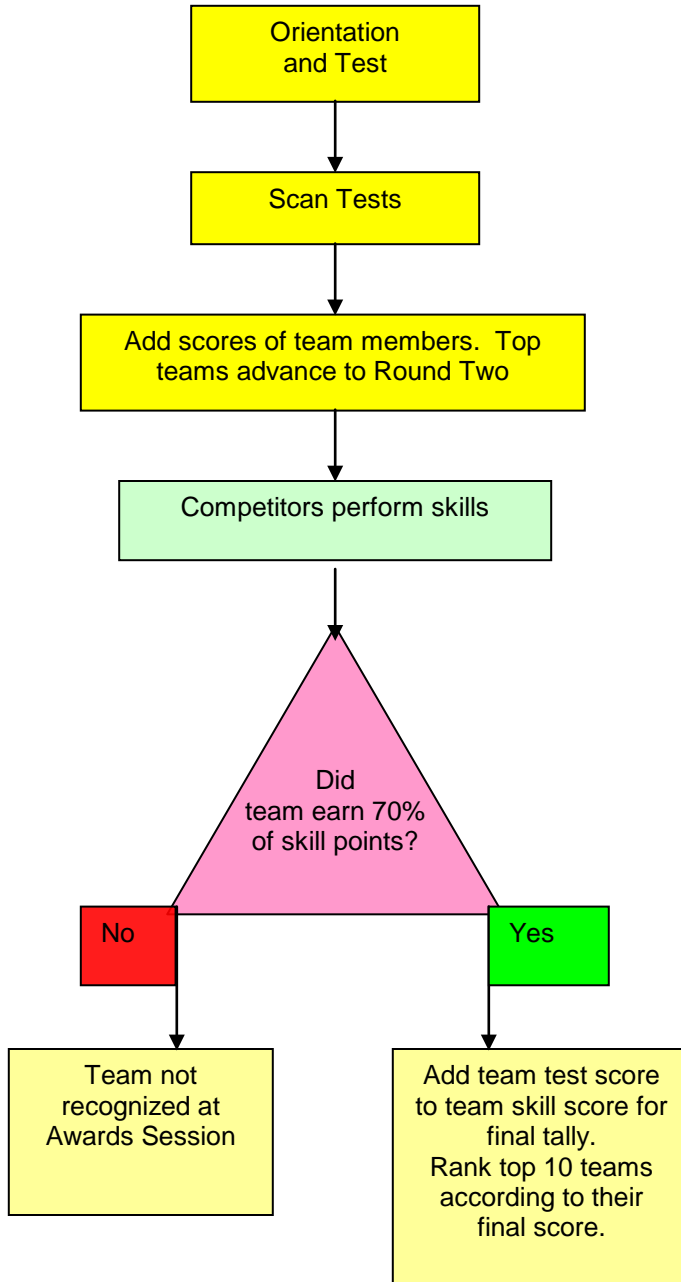 Orientation
and Test
Scan Tests
Add scores of team members.  Top
teams advance to Round Two
Competitors perform skills
Did
team earn 70%
of skill points?
No
Yes
Team not
recognized at
Awards Session
Add team test score
to team skill score for
final tally.
Rank top 10 teams
according to their
final score.